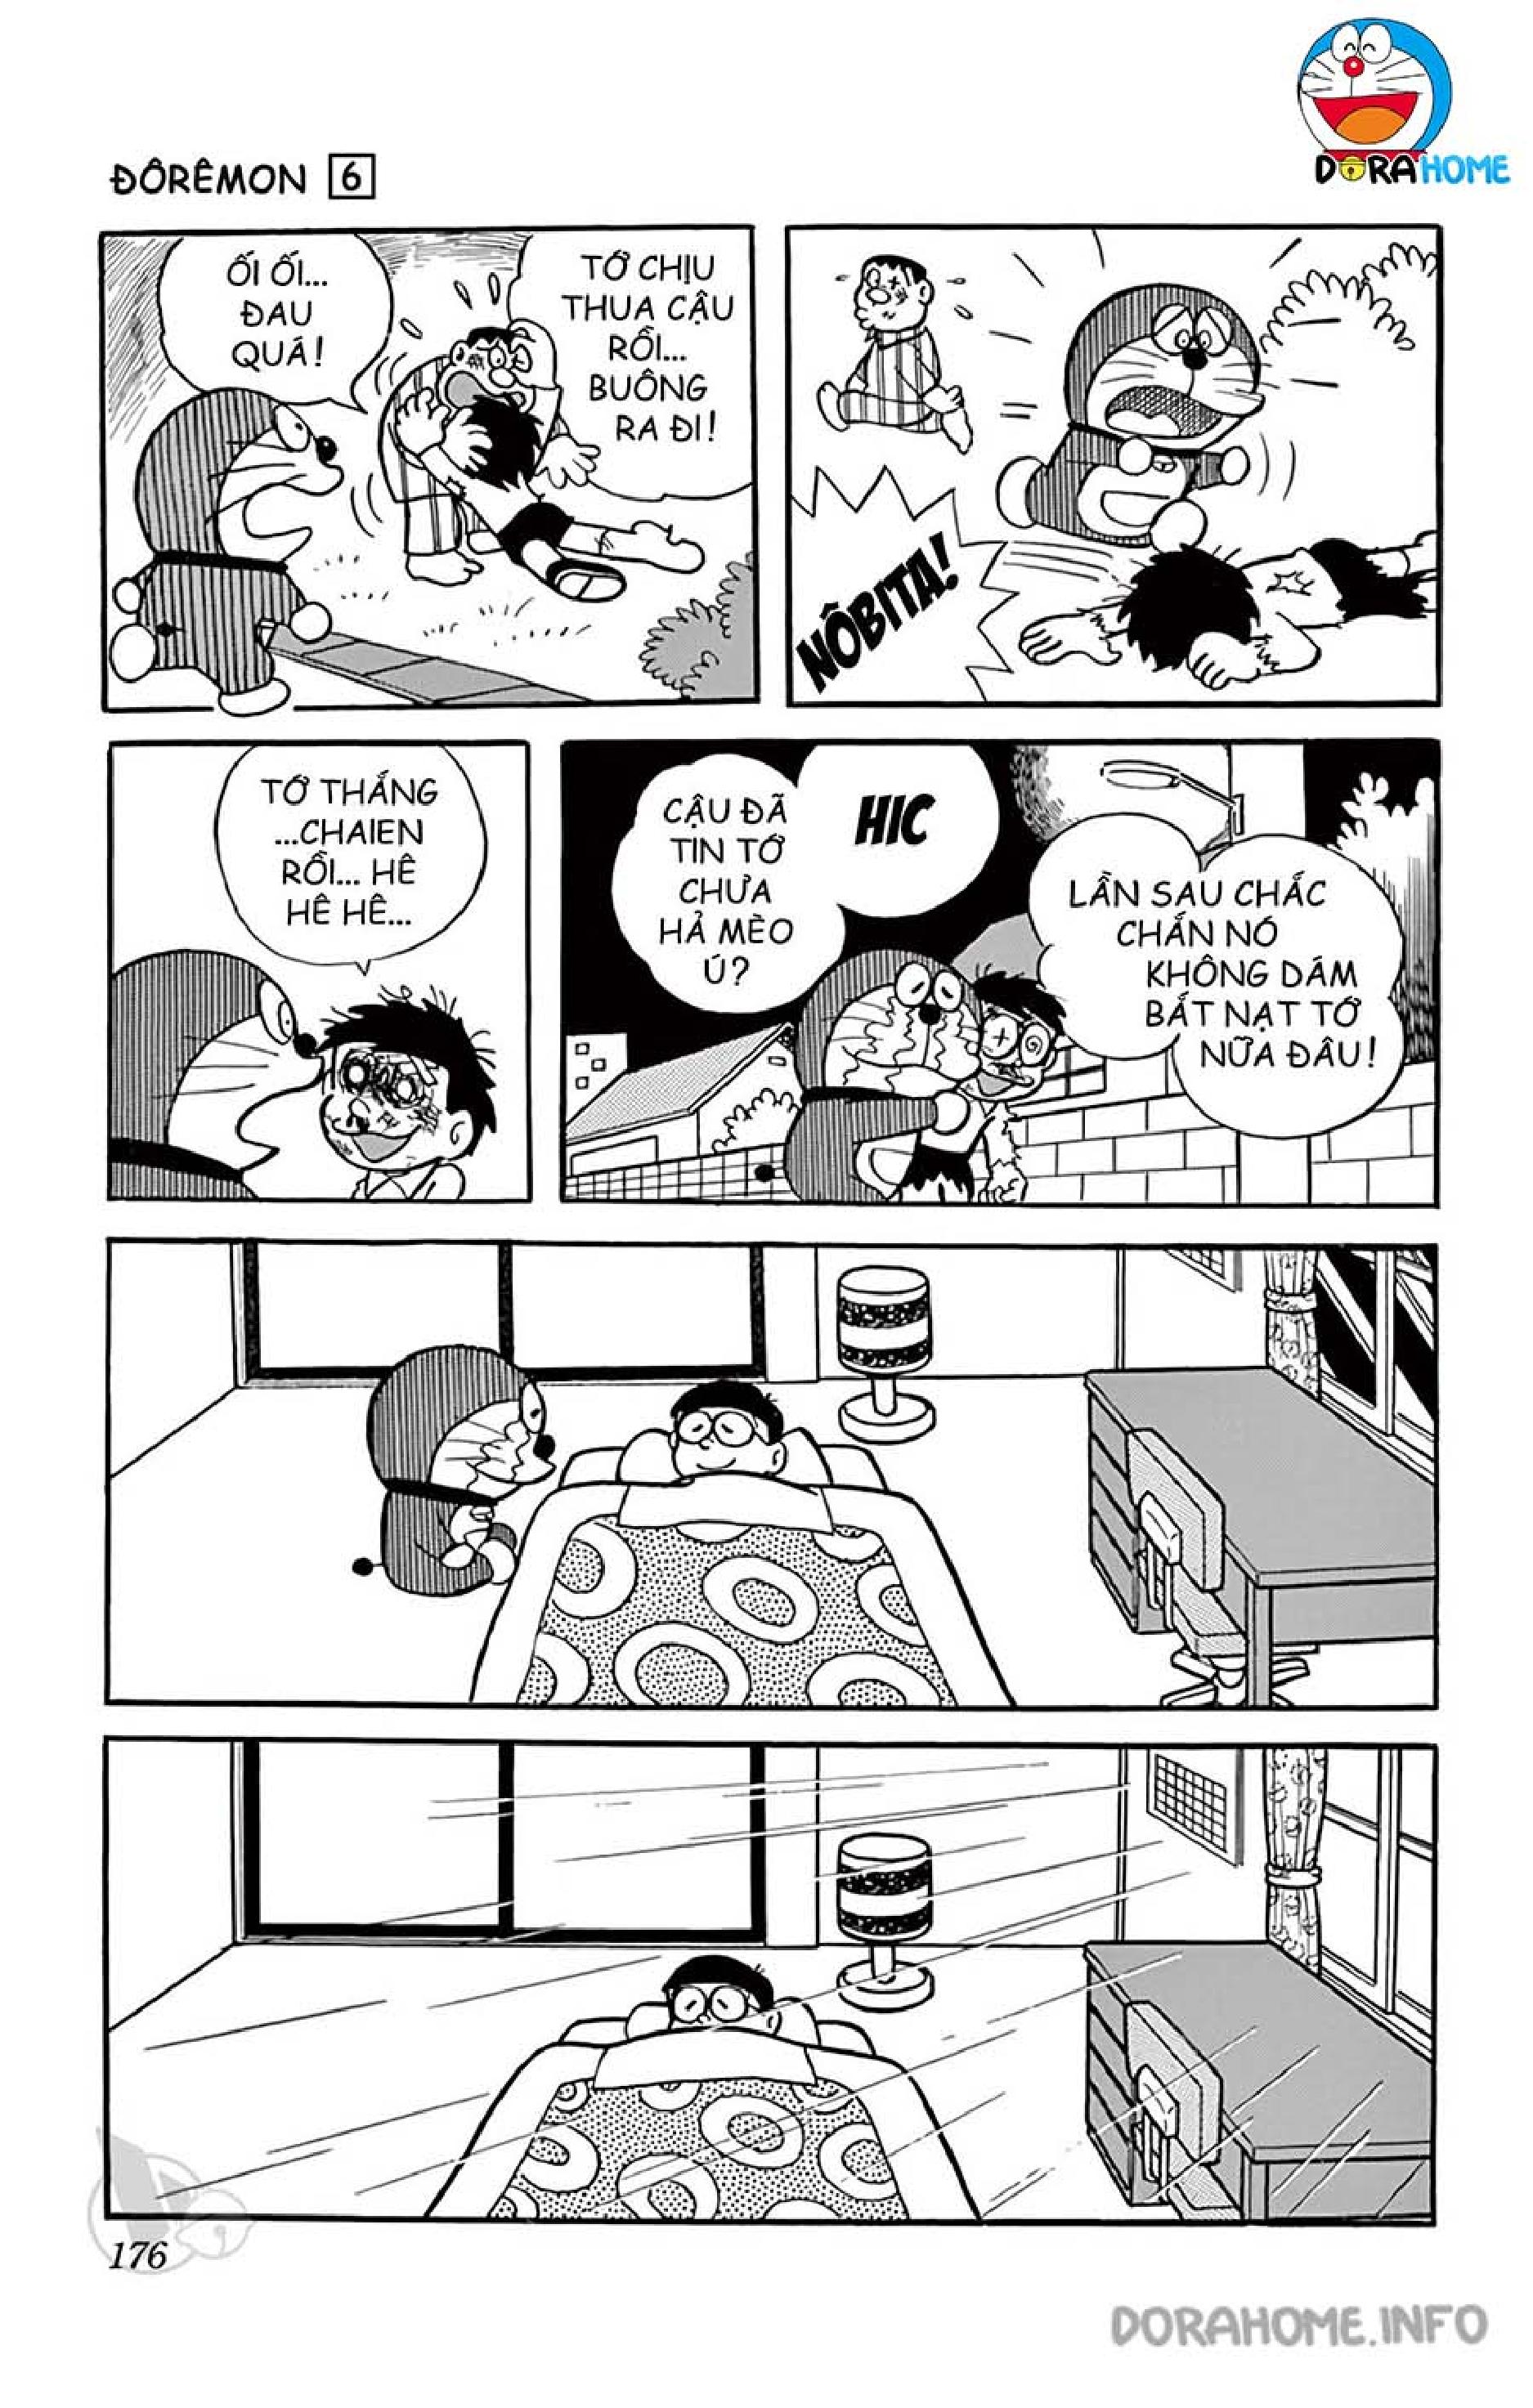 DORAHOME
ĐÔRÊMON 6
ỐI ỐI...
ĐAU
QUÁ!
TỚ CHỊU
THUA CẬU
RỒI...
BUÔNG
RA ĐI!
NÔBITA!
TỚ THẮNG
...CHAIEN
RỒI... HÊ
HÊ HÊ...
CẬU ĐÃ
TIN TỚ
CHƯA
HẢ MÈO
Ú?
HIC
LẦN SAU CHẮC
CHẮN NÓ
KHÔNG DÁM
BẮT NẠT TỚ
NỮA ĐÂU!
176
DORAHOME.INFO